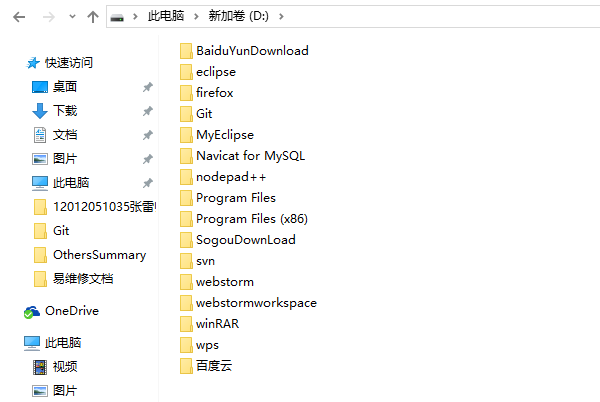 此电脑 新加卷 (D:)
快速访问
桌面
下载
文档
图片
此电脑
12012051035张雷
Git
OthersSummary
易维修文档
OneDrive
此电脑
视频
图片
BaiduYunDownload
eclipse
firefox
Git
MyEclipse
Navicat for MySQL
nodepad++
Program Files
Program Files (x86)
SogouDownLoad
svn
webstorm
webstormworkspace
winRAR
wps
百度云